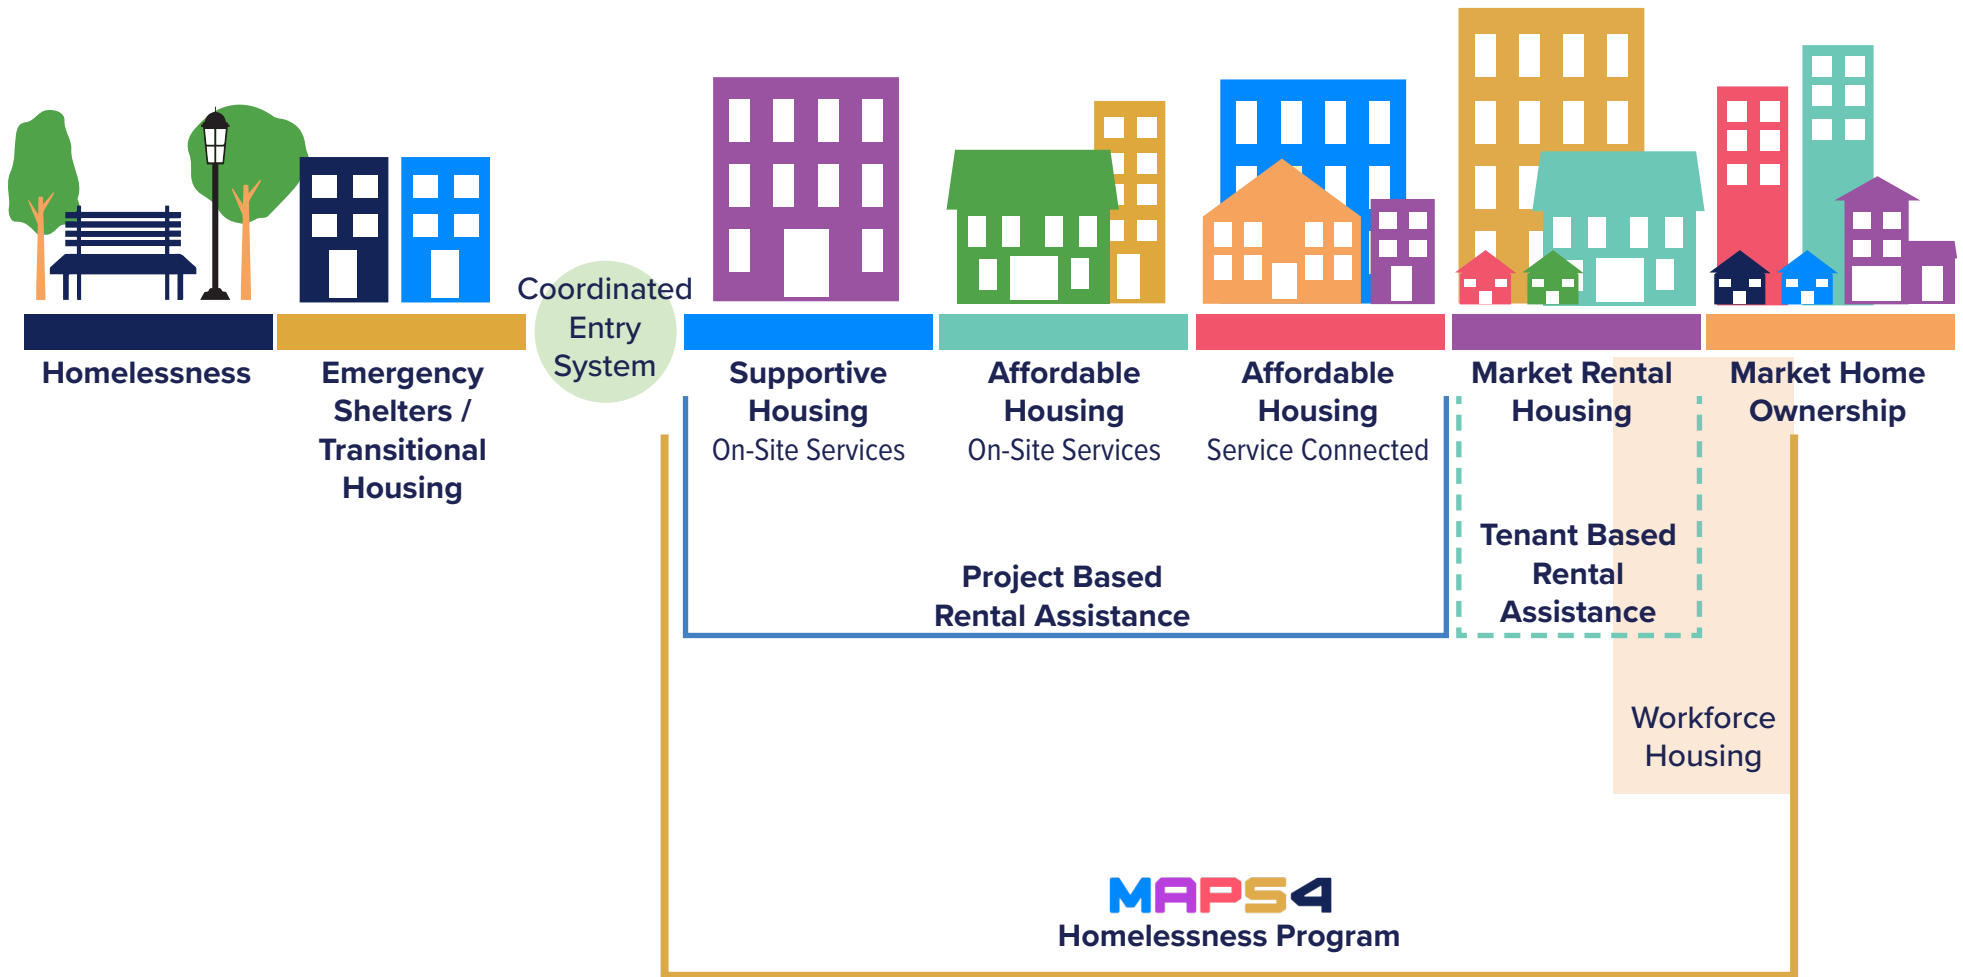 Coordinated
Entry
System
Homelessness
Emergency
Shelters /
Transitional
Housing
Supportive
Housing
On-Site Services
Affordable
Housing
On-Site Services
Affordable
Housing
Service Connected
Market Rental
Housing
Market Home
Ownership
Project Based
Rental Assistance
Tenant Based
Rental
Assistance
Workforce
Housing
MAPS4
Homelessness Program